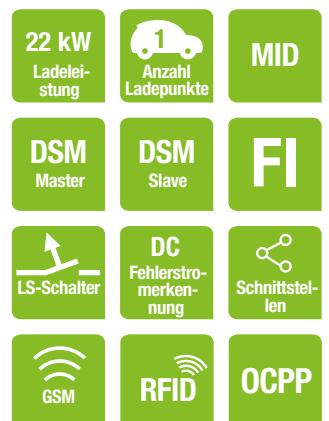 22 kW
Ladelei-
stung
1
Anzahl
Ladepunkte
MID
DSM
Master
DSM
Slave
FI
LS-Schalter
DC
Fehlerstro-
merken-
nung
Schnittstel-
len
GSM
RFID
OCPP